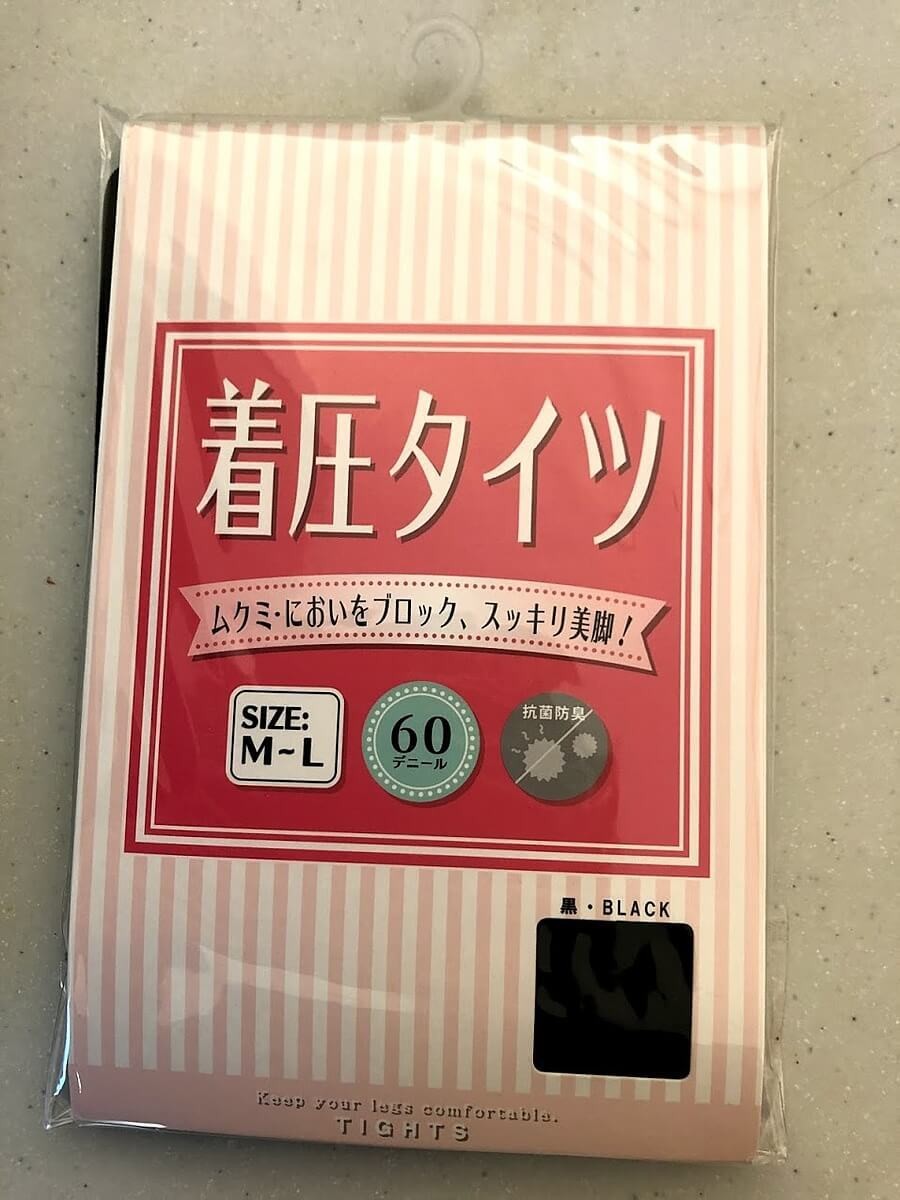 着圧タイツ
ムクミ・においをブロック、スッキリ美脚！
SIZE:
M~L
60
デニール
抗菌防臭
黒・BLACK
Keep your legs comfortable.
TIGHTS